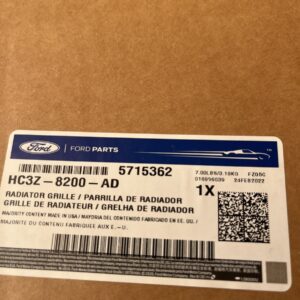 Ford FORD PARTS
5715362
HC3Z-8200-AD
RADIATOR GRILLE / PARRILLA DE RADIADOR
GRILLE DE RADIATEUR / GRELHA DE RADIADOR
MAJORITY CONTENT MADE IN USA / MAYORIA DEL CONTENIDO FABRICADO EN EE. UU. /
MAJORITE DU CONTENU FABRIQUEE AUX E.-U.
1X
24FEB2022